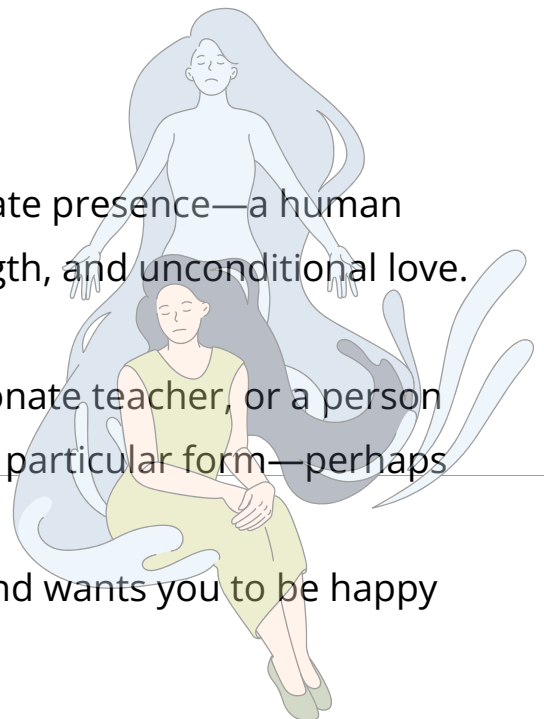 ate presence—a human
gth, and unconditional love.
onate teacher, or a person
particular form—perhaps
nd wants you to be happy